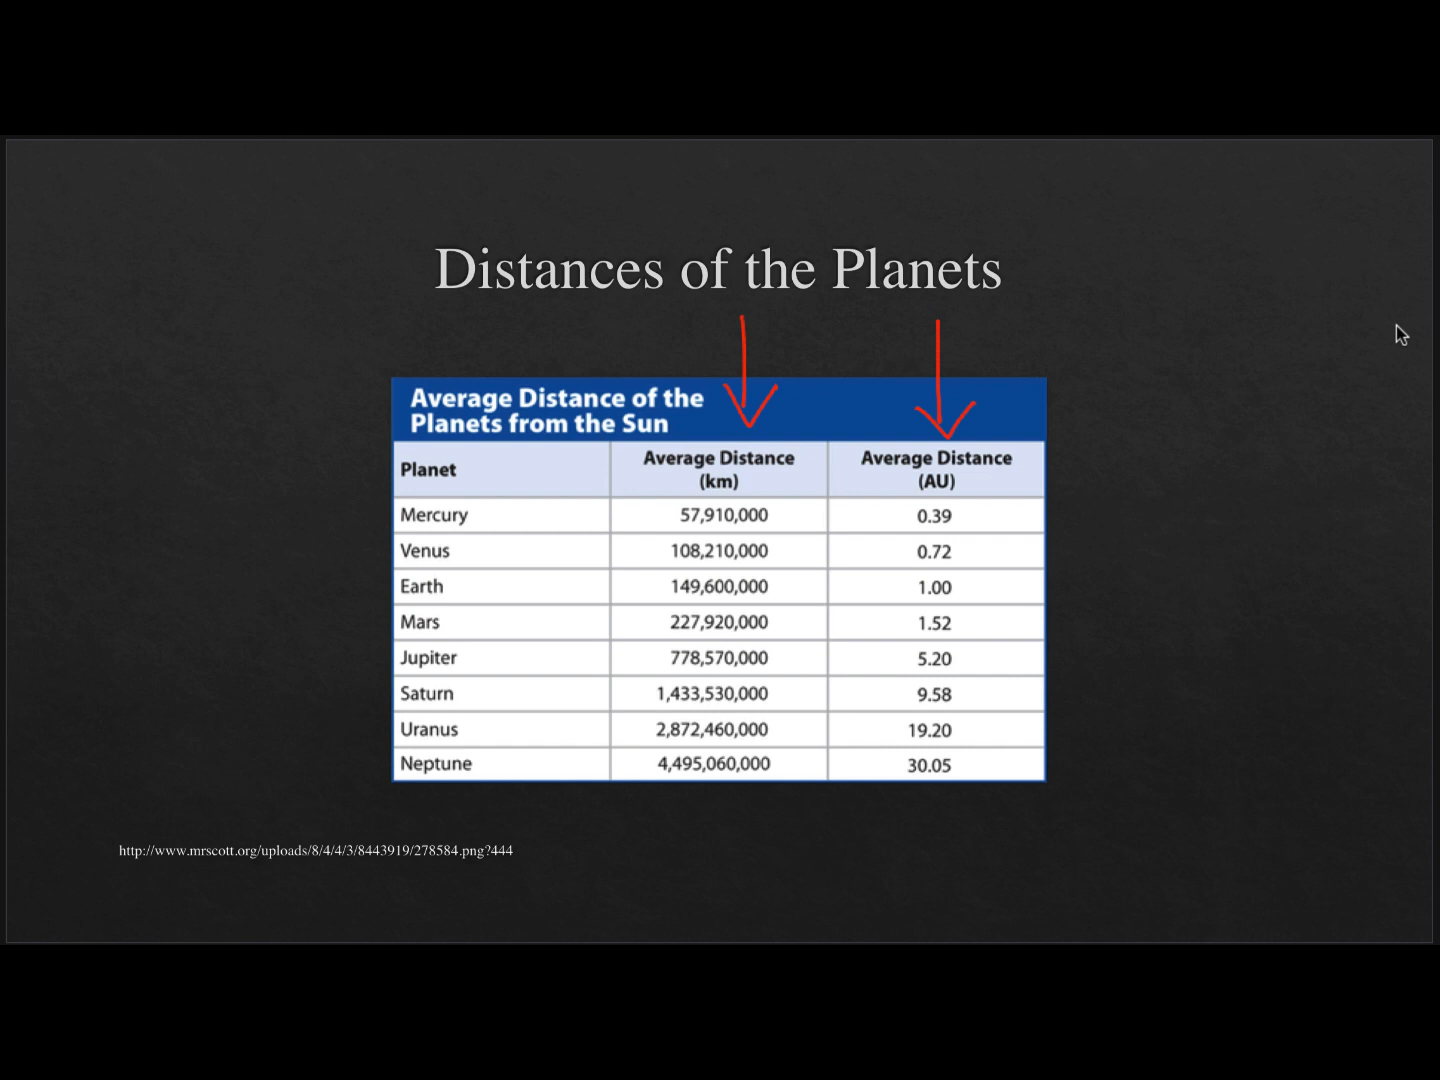 Distances of the Planets
Average Distance of the
Planets from the Sun
Planet Average Distance (km) Average Distance (AU)
Mercury 57,910,000 0.39
Venus 108,210,000 0.72
Earth 149,600,000 1.00
Mars 227,920,000 1.52
Jupiter 778,570,000 5.20
Saturn 1,433,530,000 9.58
Uranus 2,872,460,000 19.20
Neptune 4,495,060,000 30.05
http://www.mrscott.org/uploads/8/4/4/3/8443919/278584.png?444